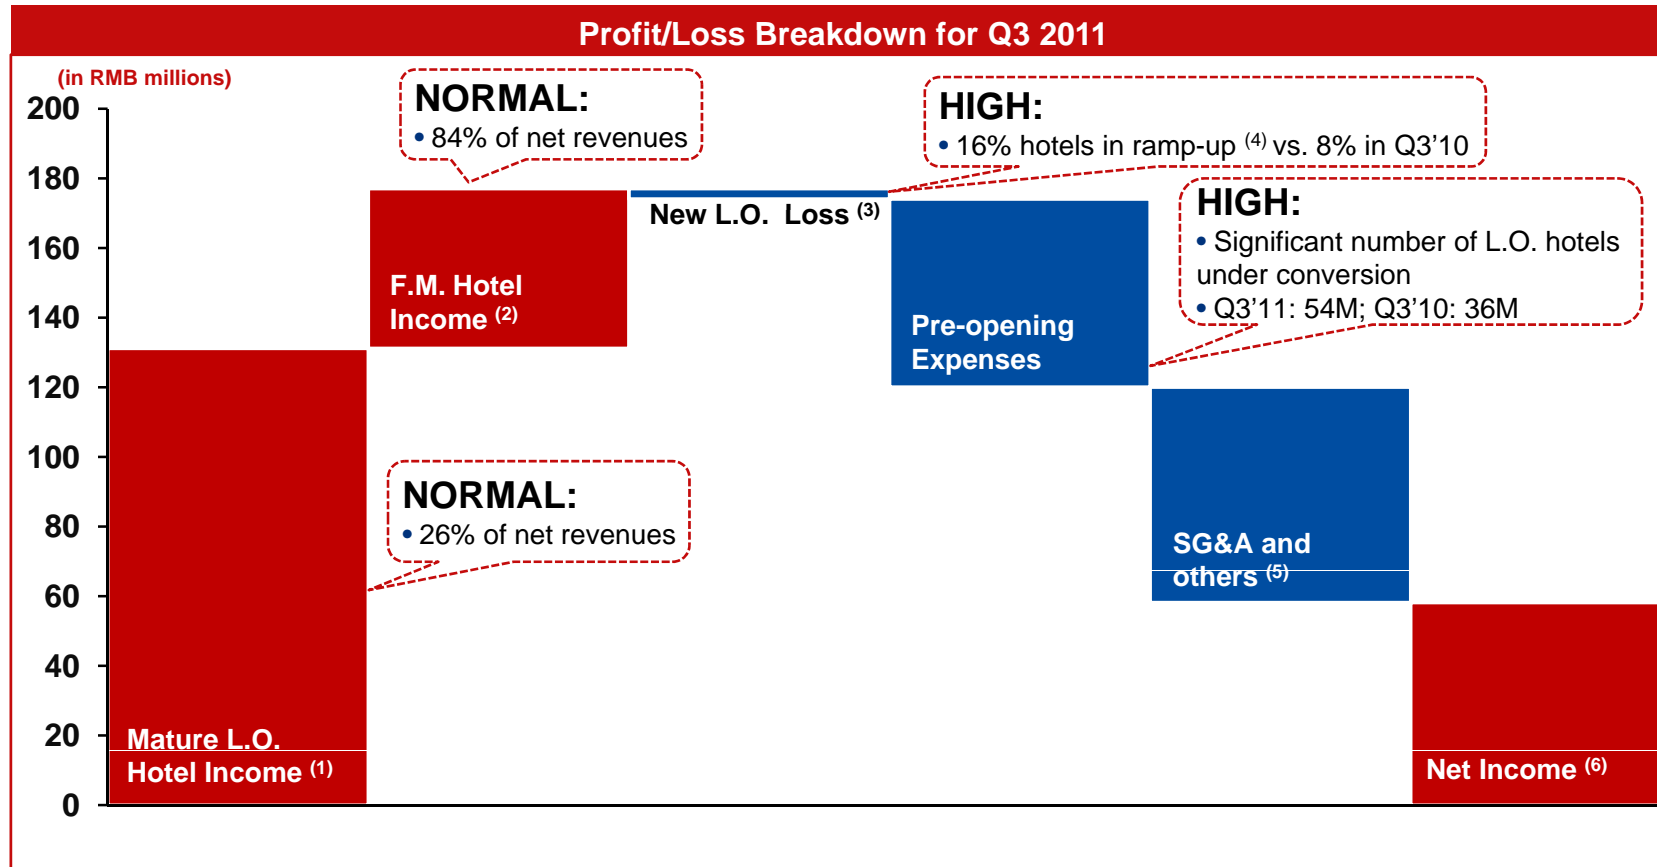 Profit/Loss Breakdown for Q3 2011
(in RMB millions)
200
180
160
140
120
100
80
60
40
20
0
NORMAL:
• 84% of net revenues
HIGH:
• 16% hotels in ramp-up (4) vs. 8% in Q3’10
HIGH:
• Significant number of L.O. hotels
under conversion
• Q3’11: 54M; Q3’10: 36M
NORMAL:
• 26% of net revenues
Mature L.O.
Hotel Income (1)
F.M. Hotel
Income (2)
New L.O. Loss (3)
Pre-opening
Expenses
SG&A and
others (5)
Net Income (6)